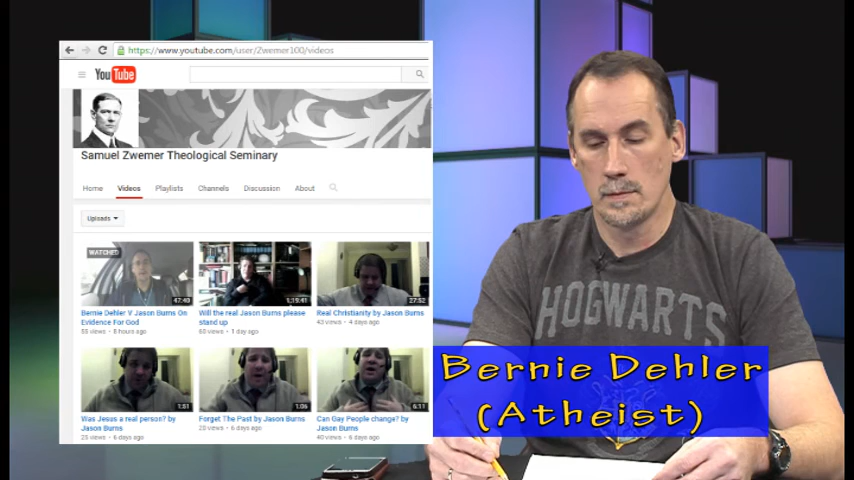 https://www.youtube.com/user/Zwemer100/videos
YouTube
Samuel Zwemer Theological Seminary
Home Videos Playlists Channels Discussion About
Uploads
WATCHED
47:40
1:19:41
27:52
Bernie Dehler V Jason Burns On
Evidence For God
55 views • 8 hours ago
Will the real Jason Burns please
stand up
60 views • 1 day ago
Real Christianity by Jason Burns
43 views • 4 days ago
1:51
1:06
6:11
Was Jesus a real person? by
Jason Burns
25 views • 6 days ago
Forget The Past by Jason Burns
20 views • 6 days ago
Can Gay People change? by
Jason Burns
40 views • 6 days ago
HOGWARTS
Bernie Dehler
(Atheist)